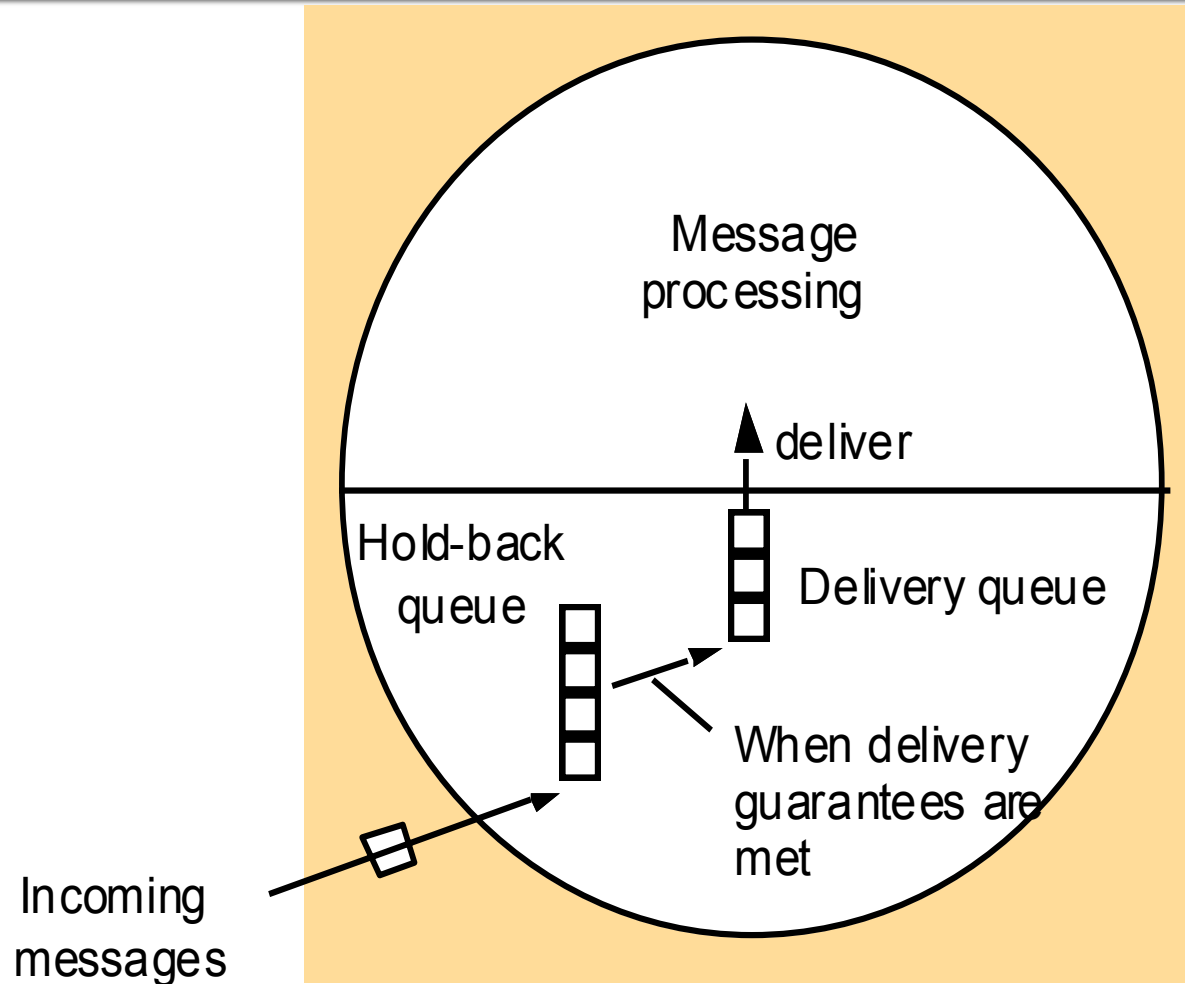 Message
processing
deliver
Hold-back
queue
Delivery queue
When delivery
guarantees are
met
Incoming
messages